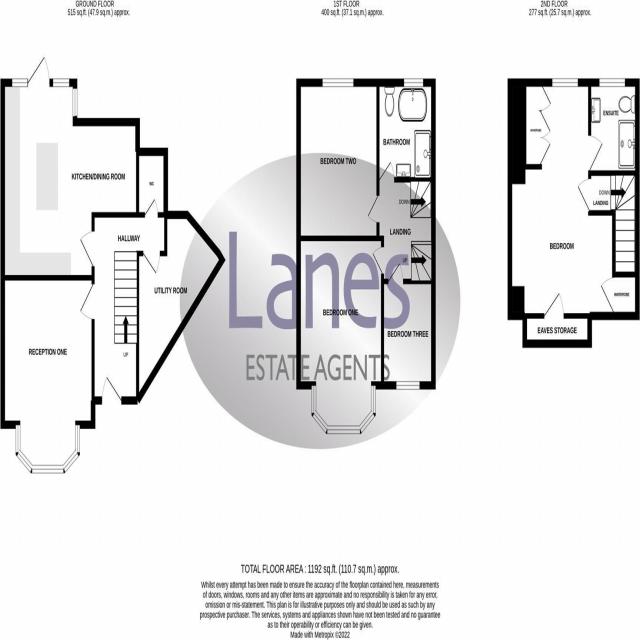 GROUND FLOOR
515 sq.ft. (47.9 sq.m.) approx.
1ST FLOOR
400 sq.ft. (37.1 sq.m.) approx.
2ND FLOOR
277 sq.ft. (25.7 sq.m.) approx.
KITCHEN/DINING ROOM
WC
HALLWAY
UTILITY ROOM
RECEPTION ONE
UP
BEDROOM TWO
BATHROOM
DOWN
LANDING
UP
BEDROOM ONE
BEDROOM THREE
WARDROBE
ENSUITE
DOWN
LANDING
BEDROOM
WARDROBE
EAVES STORAGE
Lanes
ESTATE AGENTS
TOTAL FLOOR AREA : 1192 sq.ft. (110.7 sq.m.) approx.
Whilst every attempt has been made to ensure the accuracy of the floorplan contained here, measurements
of doors, windows, rooms and any other items are approximate and no responsibility is taken for any error,
omission or mis-statement. This plan is for illustrative purposes only and should be used as such by any
prospective purchaser. The services, systems and appliances shown have not been tested and no guarantee
as to their operability or efficiency can be given.
Made with Metropix ©2022